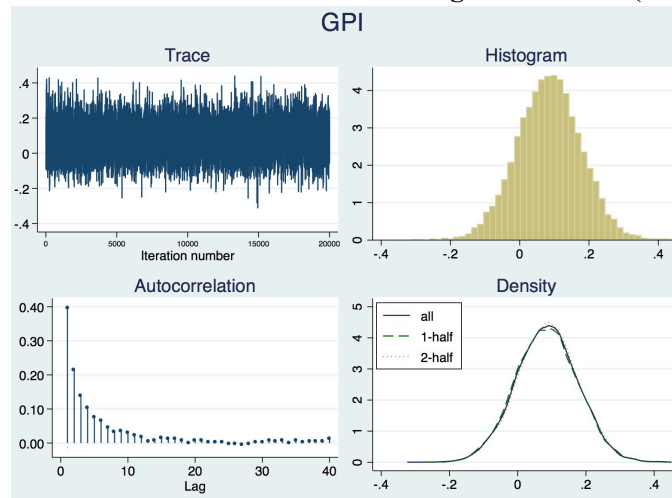 GPI
Trace
.4
.2
0
-.2
-.4
0 5000 10000 15000 20000
Iteration number
Histogram
4
3
2
1
0
-.4 -.2 0 .2 .4
Autocorrelation
0.40
0.30
0.20
0.10
0.00
0 10 20 30 40
Lag
Density
all
1-half
2-half
5
4
3
2
1
0
-.4 -.2 0 .2 .4